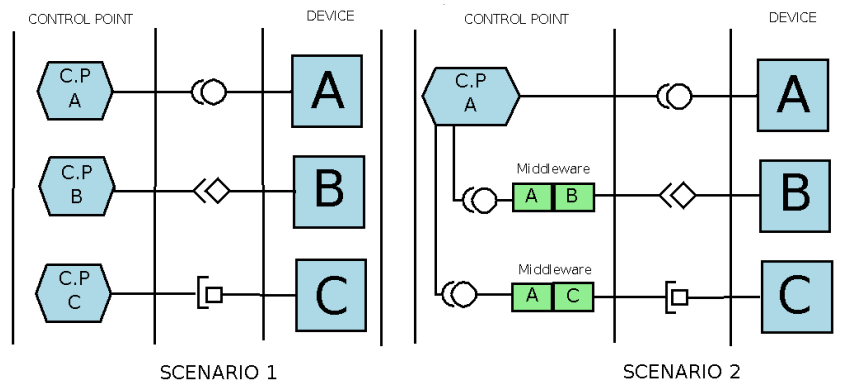 CONTROL POINT
DEVICE
C.P
A
A
C.P
B
B
C.P
C
C
SCENARIO 1
CONTROL POINT
DEVICE
C.P
A
A
Middleware
A B
B
Middleware
A C
C
SCENARIO 2